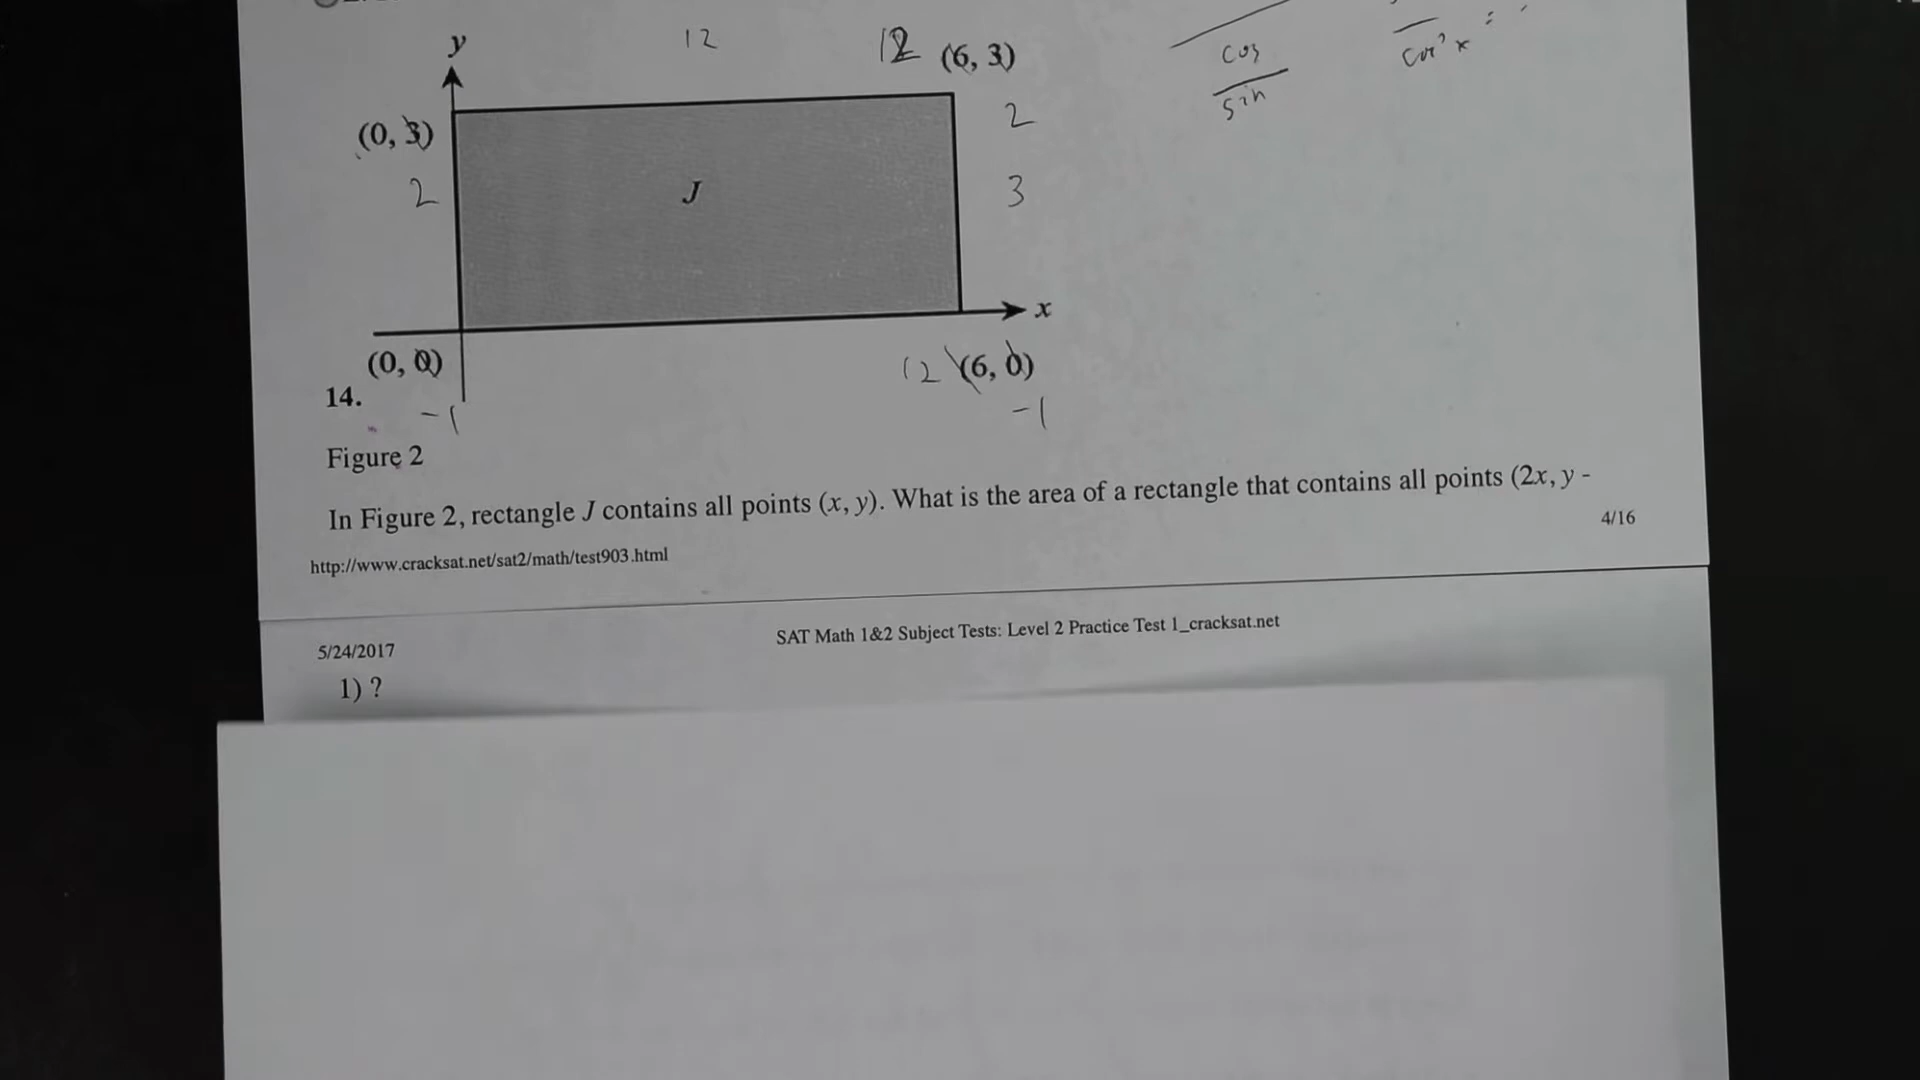 y
12
12 (6, 3)
cos
sin
cos² x
(0, 3)
2
2
J
3
x
(0, 0)
12 (6, 0)
14.
-1
-1
Figure 2
In Figure 2, rectangle J contains all points (x, y). What is the area of a rectangle that contains all points (2x, y -
4/16
http://www.cracksat.net/sat2/math/test903.html
5/24/2017
SAT Math 1&2 Subject Tests: Level 2 Practice Test 1_cracksat.net
1) ?